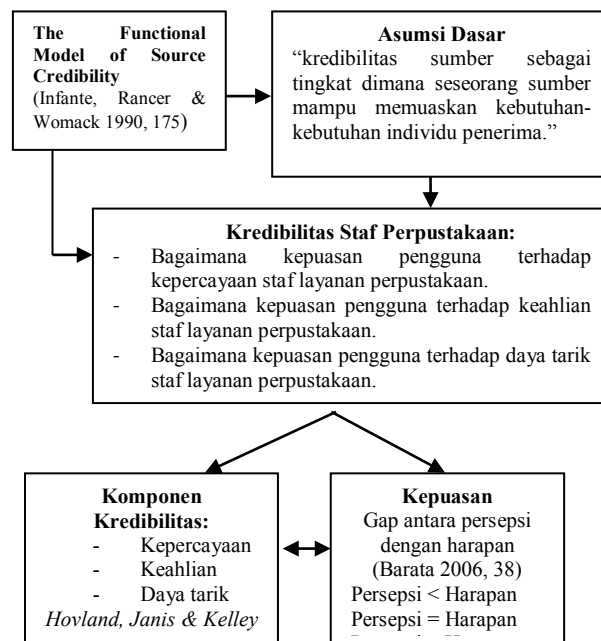 The Functional
Model of Source
Credibility
(Infante, Rancer &
Womack 1990, 175)
Asumsi Dasar
“kredibilitas sumber sebagai
tingkat dimana seseorang sumber
mampu memuaskan kebutuhan-
kebutuhan individu penerima.”
Kredibilitas Staf Perpustakaan:
- Bagaimana kepuasan pengguna terhadap
kepercayaan staf layanan perpustakaan.
- Bagaimana kepuasan pengguna terhadap keahlian
staf layanan perpustakaan.
- Bagaimana kepuasan pengguna terhadap daya tarik
staf layanan perpustakaan.
Komponen
Kredibilitas:
- Kepercayaan
- Keahlian
- Daya tarik
Hovland, Janis & Kelley
Kepuasan
Gap antara persepsi
dengan harapan
(Barata 2006, 38)
Persepsi < Harapan
Persepsi = Harapan